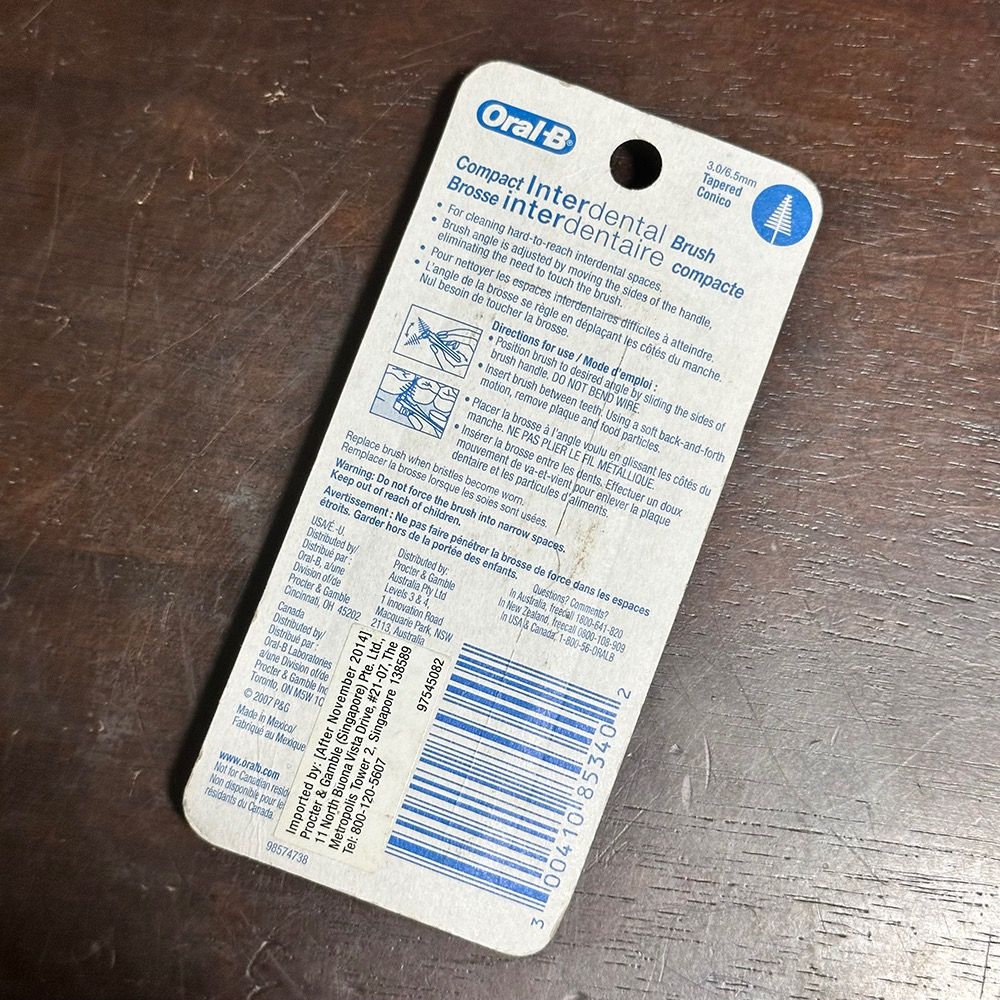 Oral-B®
3.0/6.5mm
Tapered
Conico
Compact Interdental Brush
Brosse interdentaire compacte
• For cleaning hard-to-reach interdental spaces.
• Brush angle is adjusted by moving the sides of the handle,
eliminating the need to touch the brush.
• Pour nettoyer les espaces interdentaires difficiles à atteindre.
• L'angle de la brosse se règle en déplaçant les côtés du manche.
Nul besoin de toucher la brosse.
Directions for use / Mode d'emploi :
• Position brush to desired angle by sliding the sides of
brush handle. DO NOT BEND WIRE.
• Insert brush between teeth. Using a soft back-and-forth
motion, remove plaque and food particles.
• Placer la brosse à l'angle voulu en glissant les côtés du
manche. NE PAS PLIER LE FIL METALLIQUE.
• Insérer la brosse entre les dents. Effectuer un doux
mouvement de va-et-vient pour enlever la plaque
dentaire et les particules d'aliments.
Replace brush when bristles become worn.
Remplacer la brosse lorsque les soies sont usées.
Warning: Do not force the brush into narrow spaces.
Keep out of reach of children.
Avertissement : Ne pas faire pénétrer la brosse de force dans les espaces
étroits. Garder hors de la portée des enfants.
USA/É.-U.
Distributed by/
Distribué par :
Oral-B, a/une
Division of/de
Procter & Gamble
Cincinnati, OH 45202
Canada
Distributed by/
Distribué par :
Oral-B Laboratories
a/une Division of/de
Procter & Gamble Inc
Toronto, ON M5W 1C
© 2007 P&G
Made in Mexico/
Fabriqué au Mexique
www.oralb.com
Not for Canadian resid
Non disponible pour le
résidants du Canada.
98574738
Distributed by:
Procter & Gamble
Australia Pty Ltd
Levels 3 & 4,
1 Innovation Road
Macquarie Park, NSW
2113, Australia
Questions? Comments?
In Australia, freecall 1800-641-820
In New Zealand, freecall 0800-108-909
In USA & Canada, 1-800-56-ORALB
Imported by: [After November 2014]
Procter & Gamble (Singapore) Pte. Ltd.,
11 North Buona Vista Drive, #21-07, The
Metropolis Tower 2, Singapore 138589
Tel: 800-120-5607
97545082
3 00410 85340 2